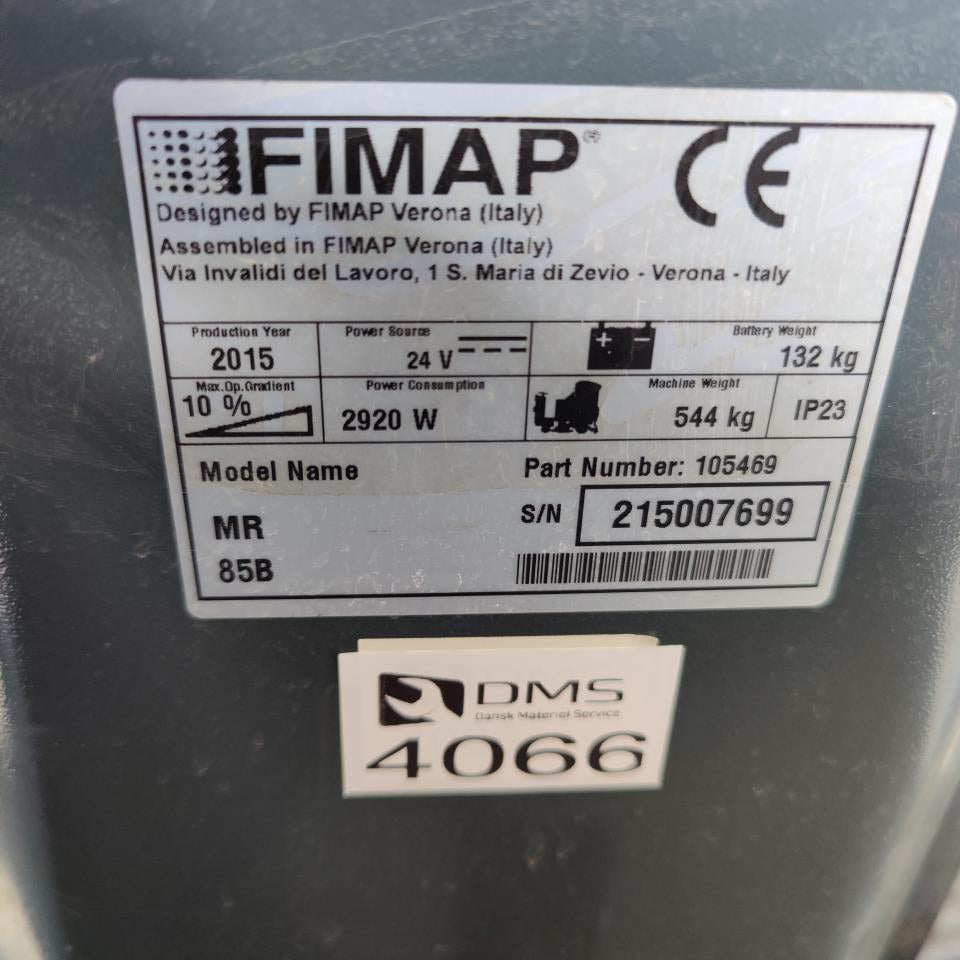 FIMAP®
CE
Designed by FIMAP Verona (Italy)
Assembled in FIMAP Verona (Italy)
Via Invalidi del Lavoro, 1 S. Maria di Zevio - Verona - Italy
Production Year
2015
Power Source
24 V
+ -
Battery Weight
132 kg
Max.Op.Gradient
10 %
Power Consumption
2920 W
Machine Weight
544 kg
IP23
Model Name
Part Number: 105469
MR
S/N 215007699
85B
DMS
Dansk Materiel Service
4066